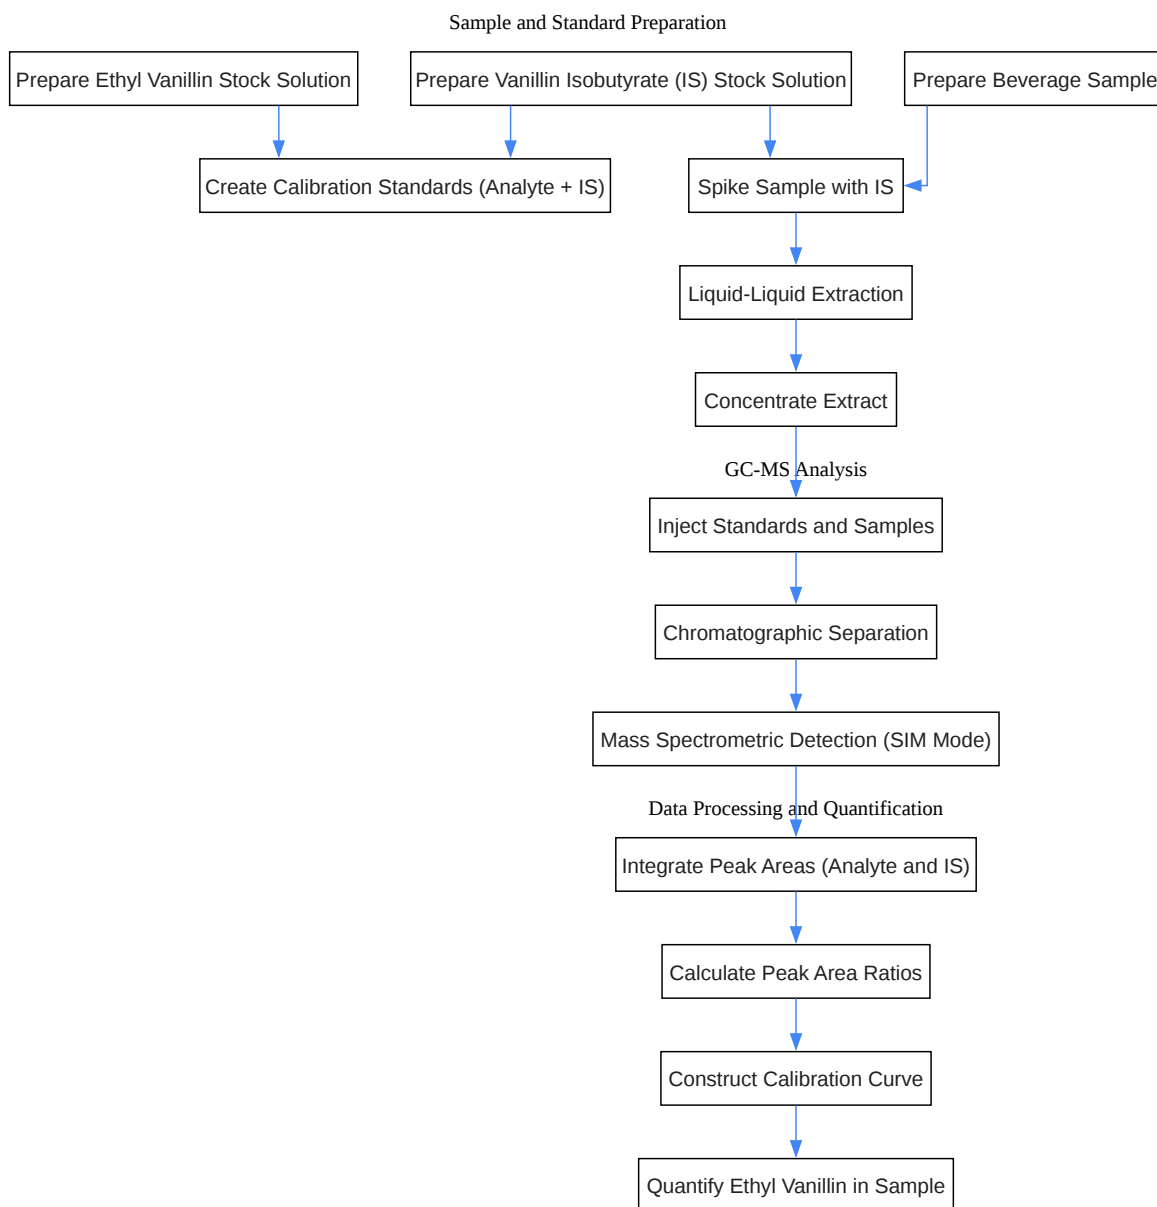 Sample and Standard Preparation
Prepare Ethyl Vanillin Stock Solution
Prepare Vanillin Isobutyrate (IS) Stock Solution
Prepare Beverage Sample
Create Calibration Standards (Analyte + IS)
Spike Sample with IS
Liquid-Liquid Extraction
Concentrate Extract
GC-MS Analysis
Inject Standards and Samples
Chromatographic Separation
Mass Spectrometric Detection (SIM Mode)
Data Processing and Quantification
Integrate Peak Areas (Analyte and IS)
Calculate Peak Area Ratios
Construct Calibration Curve
Quantify Ethyl Vanillin in Sample